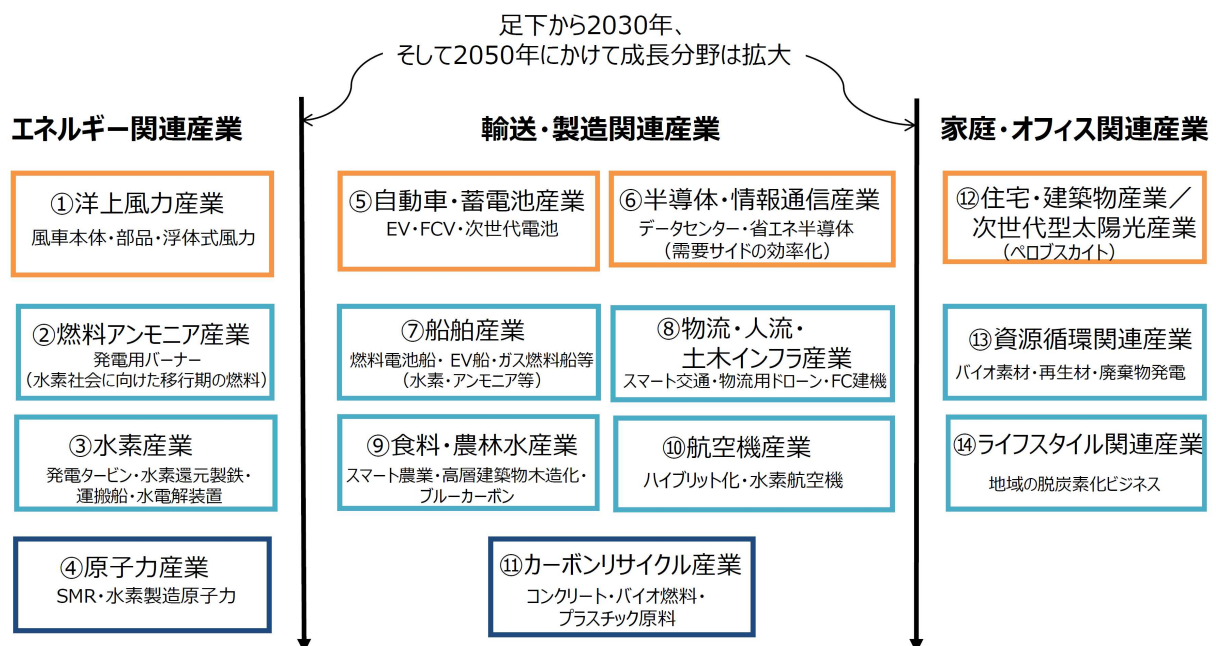 足下から2030年、
そして2050年にかけて成長分野は拡大
エネルギー関連産業
輸送・製造関連産業
家庭・オフィス関連産業
①洋上風力産業
風車本体・部品・浮体式風力
⑤自動車・蓄電池産業
EV・FCV・次世代電池
⑥半導体・情報通信産業
データセンター・省エネ半導体
（需要サイドの効率化）
⑫住宅・建築物産業／
次世代型太陽光産業
（ペロブスカイト）
②燃料アンモニア産業
発電用バーナー
（水素社会に向けた移行期の燃料）
⑦船舶産業
燃料電池船・EV船・ガス燃料船等
（水素・アンモニア等）
⑧物流・人流・
土木インフラ産業
スマート交通・物流用ドローン・FC建機
⑬資源循環関連産業
バイオ素材・再生材・廃棄物発電
③水素産業
発電タービン・水素還元製鉄・
運搬船・水電解装置
⑨食料・農林水産業
スマート農業・高層建築物木造化・
ブルーカーボン
⑩航空機産業
ハイブリット化・水素航空機
⑭ライフスタイル関連産業
地域の脱炭素化ビジネス
④原子力産業
SMR・水素製造原子力
⑪カーボンリサイクル産業
コンクリート・バイオ燃料・
プラスチック原料